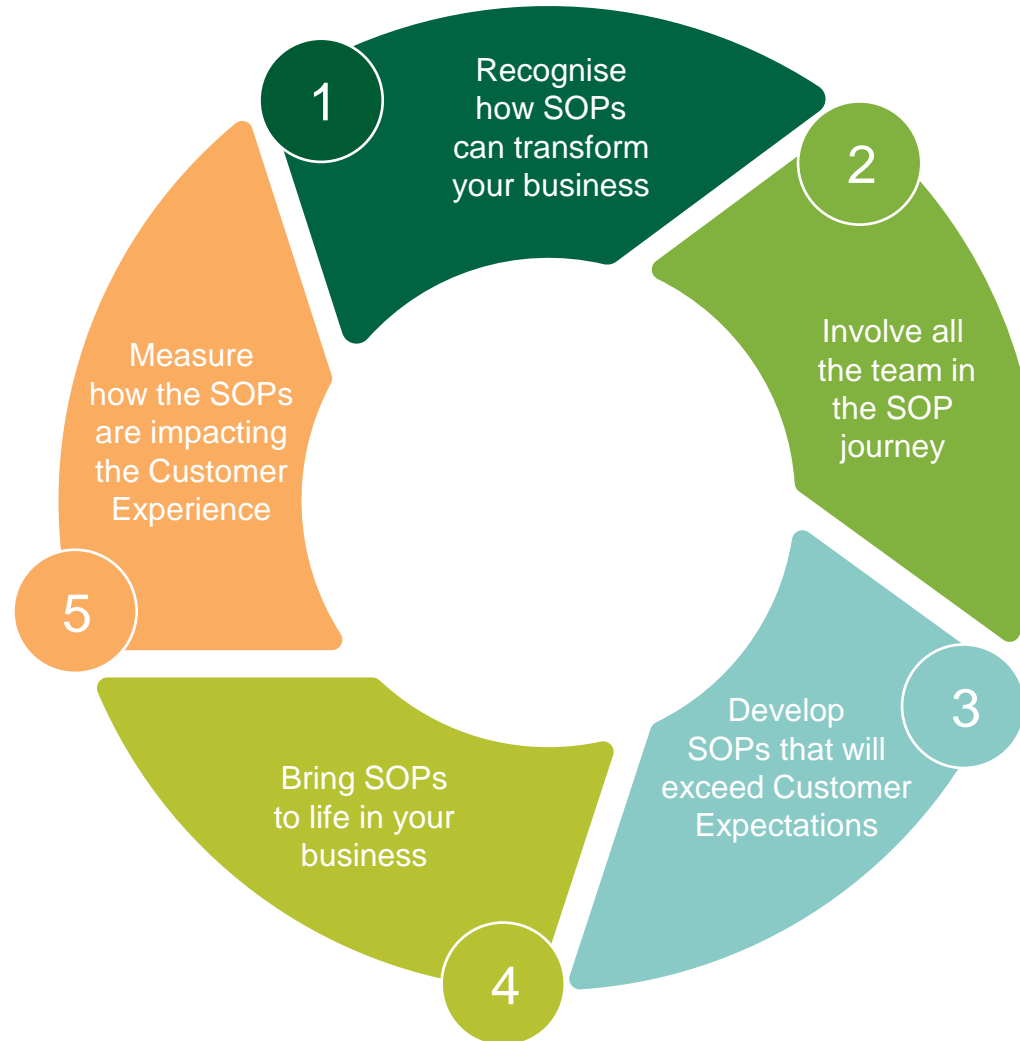 1
Recognise
how SOPs
can transform
your business
2
Involve all
the team in
the SOP
journey
3
Develop
SOPs that will
exceed Customer
Expectations
4
Bring SOPs
to life in your
business
5
Measure
how the SOPs
are impacting
the Customer
Experience